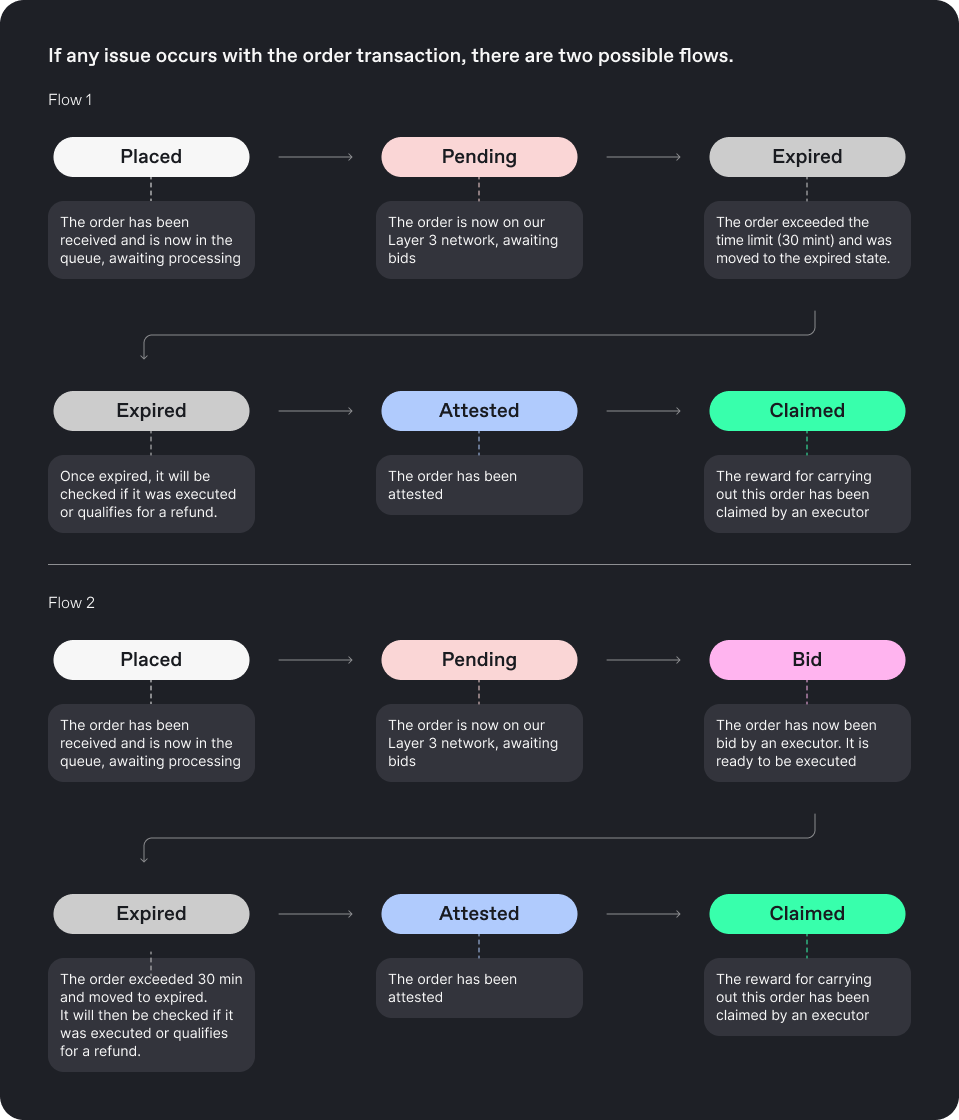 If any issue occurs with the order transaction, there are two possible flows.
Flow 1
Placed
Pending
Expired
The order has been
received and is now in the
queue, awaiting processing
The order is now on our
Layer 3 network, awaiting
bids
The order exceeded the
time limit (30 mint) and was
moved to the expired state.
Expired
Attested
Claimed
Once expired, it will be
checked if it was executed
or qualifies for a refund.
The order has been
attested
The reward for carrying
out this order has been
claimed by an executor
Flow 2
Placed
Pending
Bid
The order has been
received and is now in the
queue, awaiting processing
The order is now on our
Layer 3 network, awaiting
bids
The order has now been
bid by an executor. It is
ready to be executed
Expired
Attested
Claimed
The order exceeded 30 min
and moved to expired.
It will then be checked if it
was executed or qualifies
for a refund.
The order has been
attested
The reward for carrying
out this order has been
claimed by an executor